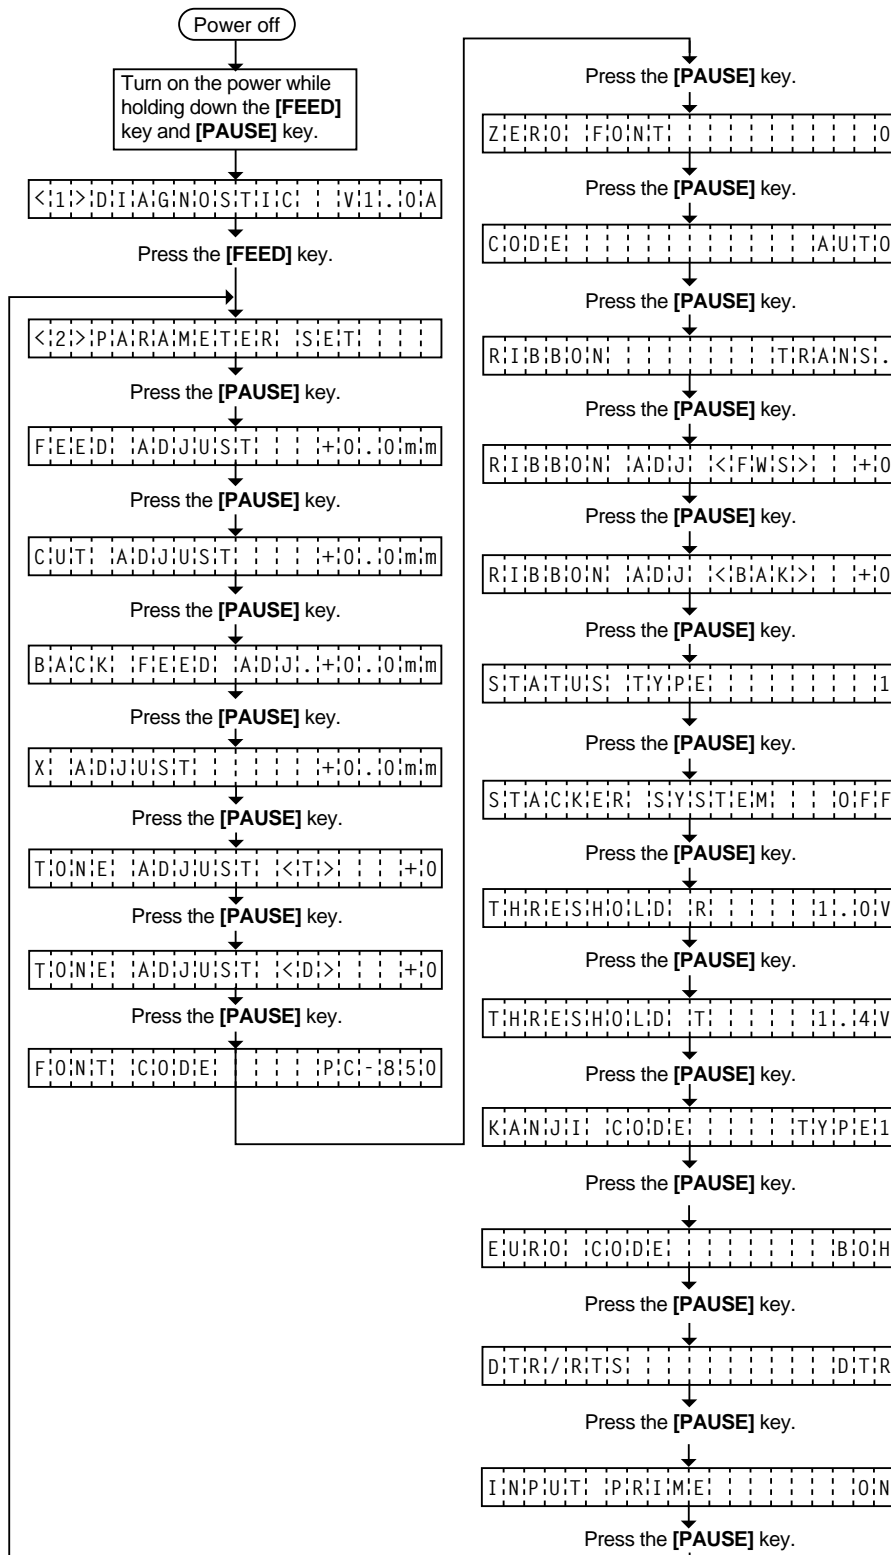 Power off
Turn on the power while
holding down the [FEED]
key and [PAUSE] key.
<1>DIAGNOSTIC V1.0A
Press the [FEED] key.
<2>PARAMETER SET
Press the [PAUSE] key.
FEED ADJUST +0.0mm
Press the [PAUSE] key.
CUT ADJUST +0.0mm
Press the [PAUSE] key.
BACK FEED ADJ.+0.0mm
Press the [PAUSE] key.
X ADJUST +0.0mm
Press the [PAUSE] key.
TONE ADJUST <T> +0
Press the [PAUSE] key.
TONE ADJUST <D> +0
Press the [PAUSE] key.
FONT CODE PC-850
Press the [PAUSE] key.
ZERO FONT 0
Press the [PAUSE] key.
CODE AUTO
Press the [PAUSE] key.
RIBBON TRANS.
Press the [PAUSE] key.
RIBBON ADJ <FWS> +0
Press the [PAUSE] key.
RIBBON ADJ <BAK> +0
Press the [PAUSE] key.
STATUS TYPE 1
Press the [PAUSE] key.
STACKER SYSTEM OFF
Press the [PAUSE] key.
THRESHOLD R 1.0V
Press the [PAUSE] key.
THRESHOLD T 1.4V
Press the [PAUSE] key.
KANJI CODE TYPE1
Press the [PAUSE] key.
EURO CODE B0H
Press the [PAUSE] key.
DTR/RTS DTR
Press the [PAUSE] key.
INPUT PRIME ON
Press the [PAUSE] key.